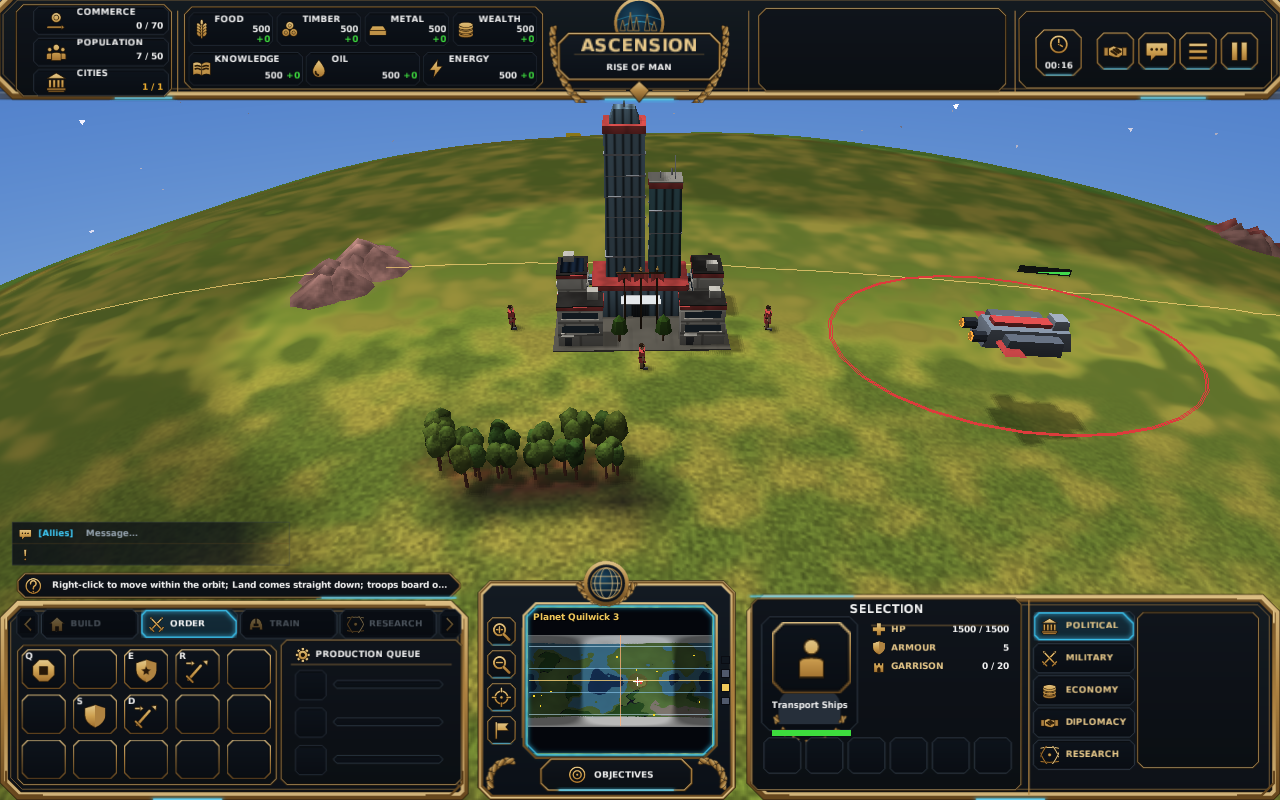 COMMERCE
0 / 70
POPULATION
7 / 50
CITIES
1 / 1
FOOD
500
+0
TIMBER
500
+0
METAL
500
+0
WEALTH
500
+0
KNOWLEDGE
500 +0
OIL
500 +0
ENERGY
500 +0
ASCENSION
RISE OF MAN
00:16
[Allies] Message...
!
Right-click to move within the orbit; Land comes straight down; troops board o...
BUILD
ORDER
TRAIN
RESEARCH
Q
E
R
S
D
PRODUCTION QUEUE
Planet Quilwick 3
OBJECTIVES
SELECTION
Transport Ships
HP 1500 / 1500
ARMOUR 5
GARRISON 0 / 20
POLITICAL
MILITARY
ECONOMY
DIPLOMACY
RESEARCH